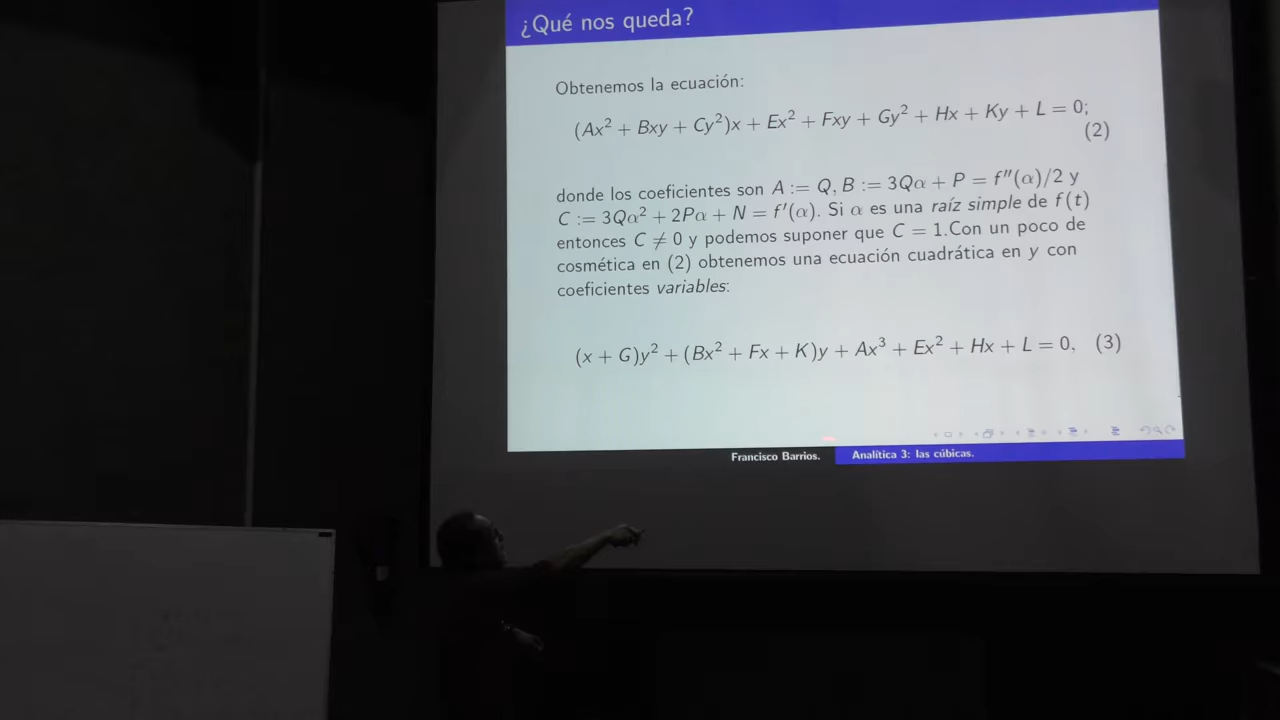 ¿Qué nos queda?
Obtenemos la ecuación:
(Ax² + Bxy + Cy²)x + Ex² + Fxy + Gy² + Hx + Ky + L = 0;
(2)
donde los coeficientes son A := Q, B := 3Qα + P = f″(α)/2 y
C := 3Qα² + 2Pα + N = f′(α). Si α es una raíz simple de f(t)
entonces C ≠ 0 y podemos suponer que C = 1.Con un poco de
cosmética en (2) obtenemos una ecuación cuadrática en y con
coeficientes variables:
(x + G)y² + (Bx² + Fx + K)y + Ax³ + Ex² + Hx + L = 0, (3)
Francisco Barrios. Analítica 3: las cúbicas.